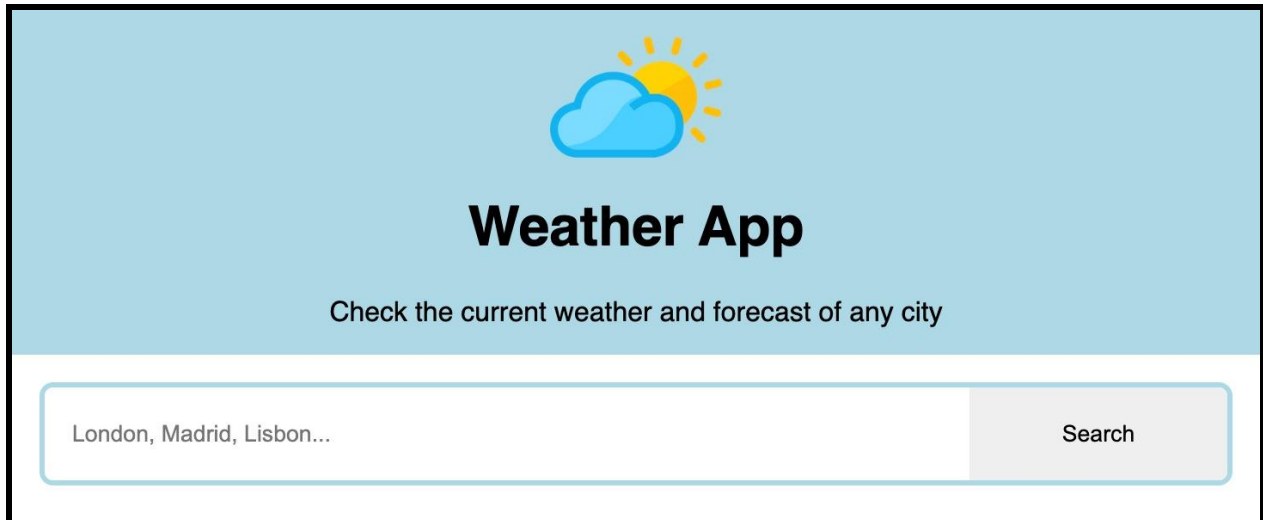 Weather App
Check the current weather and forecast of any city
London, Madrid, Lisbon...
Search